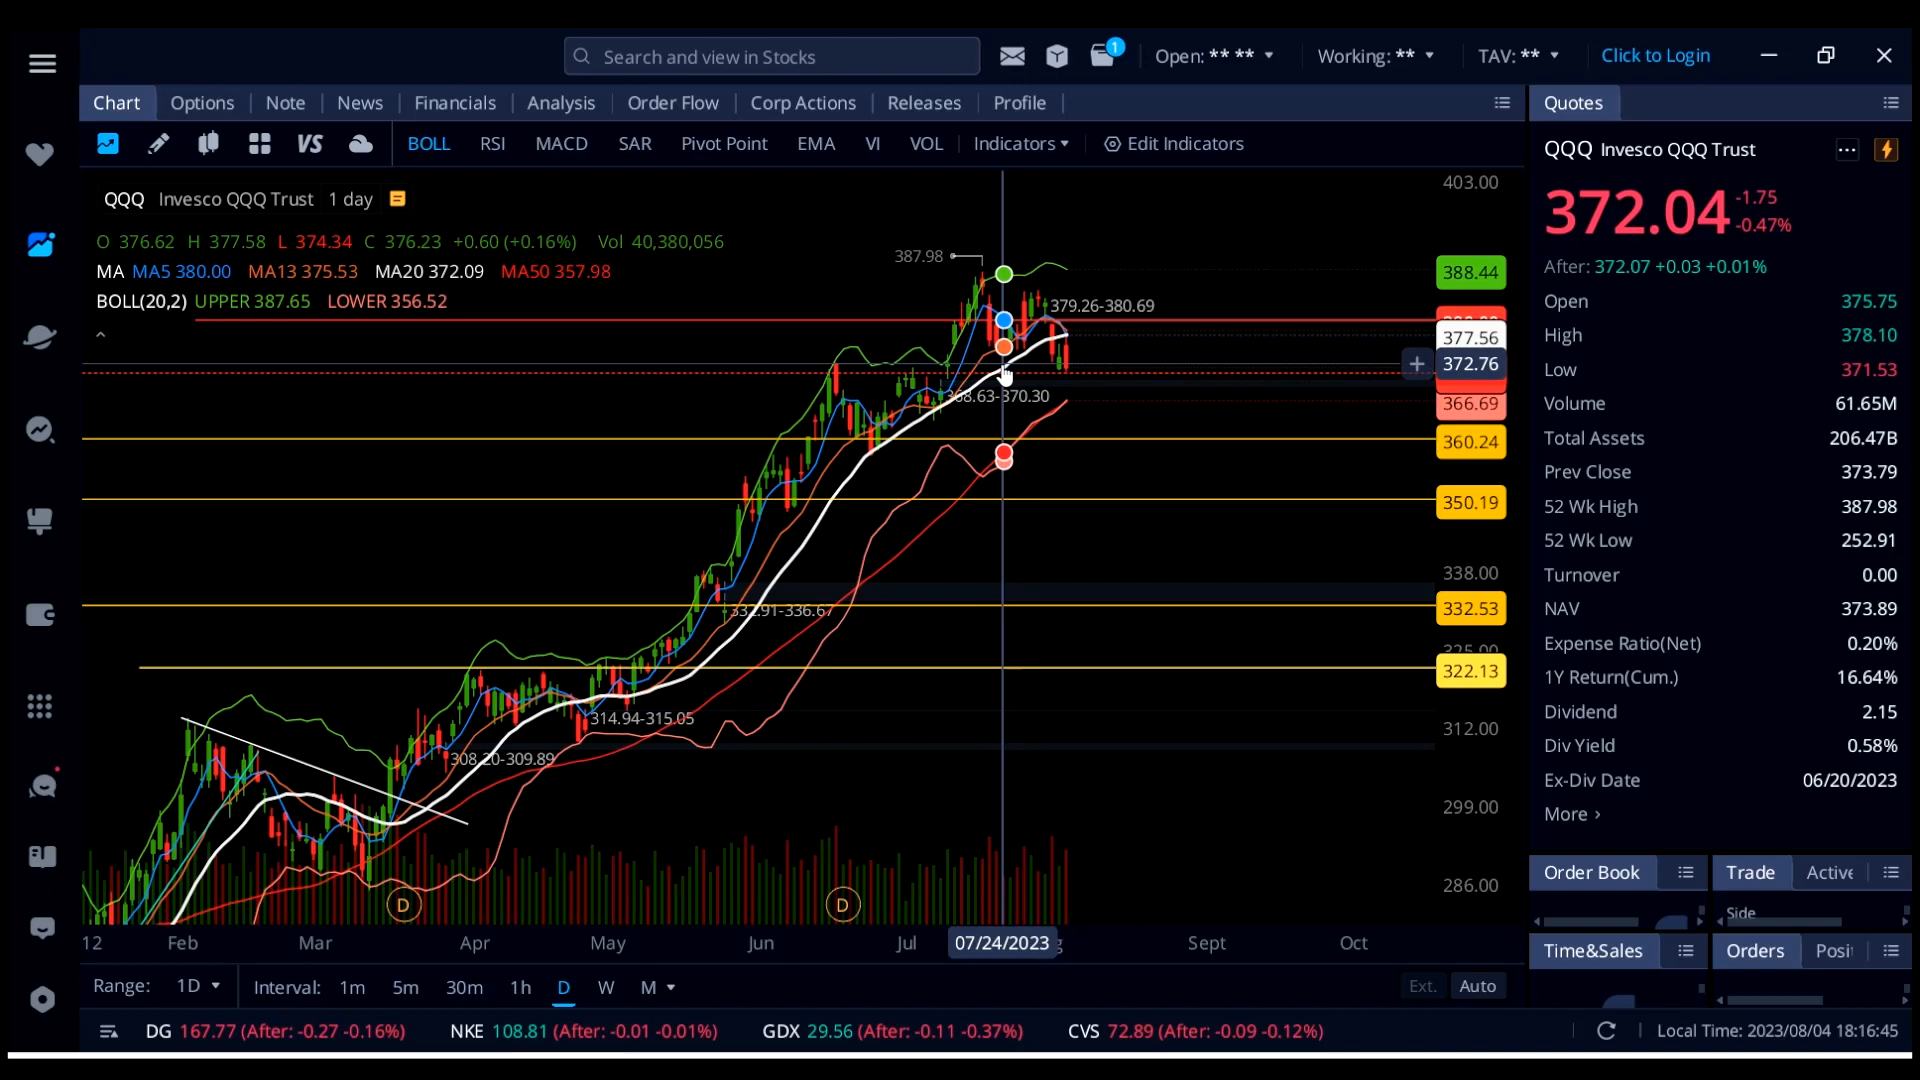 Search and view in Stocks
1
Open: ** **
Working: **
TAV: **
Click to Login
Chart Options Note News Financials Analysis Order Flow Corp Actions Releases Profile
Quotes
VS BOLL RSI MACD SAR Pivot Point EMA VI VOL Indicators Edit Indicators
QQQ Invesco QQQ Trust 1 day
O 376.62 H 377.58 L 374.34 C 376.23 +0.60 (+0.16%) Vol 40,380,056
MA MA5 380.00 MA13 375.53 MA20 372.09 MA50 357.98
BOLL(20,2) UPPER 387.65 LOWER 356.52
387.98
379.26-380.69
368.63-370.30
332.91-336.67
314.94-315.05
308.20-309.89
D
D
403.00
388.44
377.56
372.76
366.69
360.24
350.19
338.00
332.53
325.00
322.13
312.00
299.00
286.00
12 Feb Mar Apr May Jun Jul 07/24/2023 Sept Oct
Range: 1D Interval: 1m 5m 30m 1h D W M
Ext. Auto
QQQ Invesco QQQ Trust
372.04 -1.75
-0.47%
After: 372.07 +0.03 +0.01%
Open 375.75
High 378.10
Low 371.53
Volume 61.65M
Total Assets 206.47B
Prev Close 373.79
52 Wk High 387.98
52 Wk Low 252.91
Turnover 0.00
NAV 373.89
Expense Ratio(Net) 0.20%
1Y Return(Cum.) 16.64%
Dividend 2.15
Div Yield 0.58%
Ex-Div Date 06/20/2023
More
Order Book Trade Active
Side
Time&Sales Orders Posi
DG 167.77 (After: -0.27 -0.16%) NKE 108.81 (After: -0.01 -0.01%) GDX 29.56 (After: -0.11 -0.37%) CVS 72.89 (After: -0.09 -0.12%)
Local Time: 2023/08/04 18:16:45